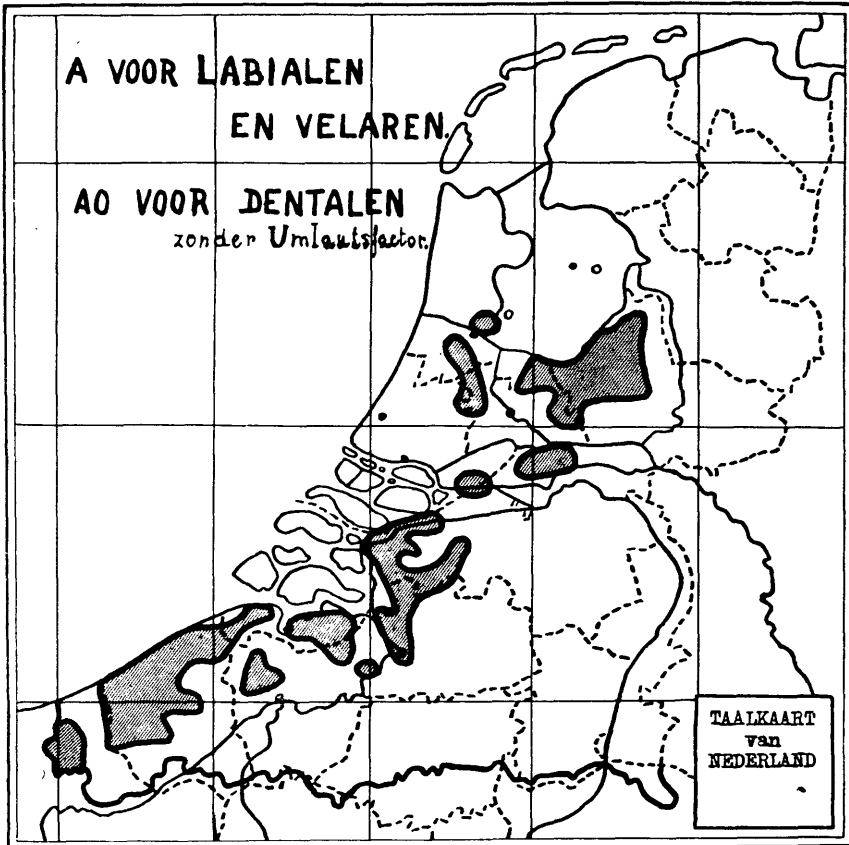 A VOOR LABIALEN
EN VELAREN.
AO VOOR DENTALEN
zonder Umlautsfactor.
TAALKAART
van
NEDERLAND